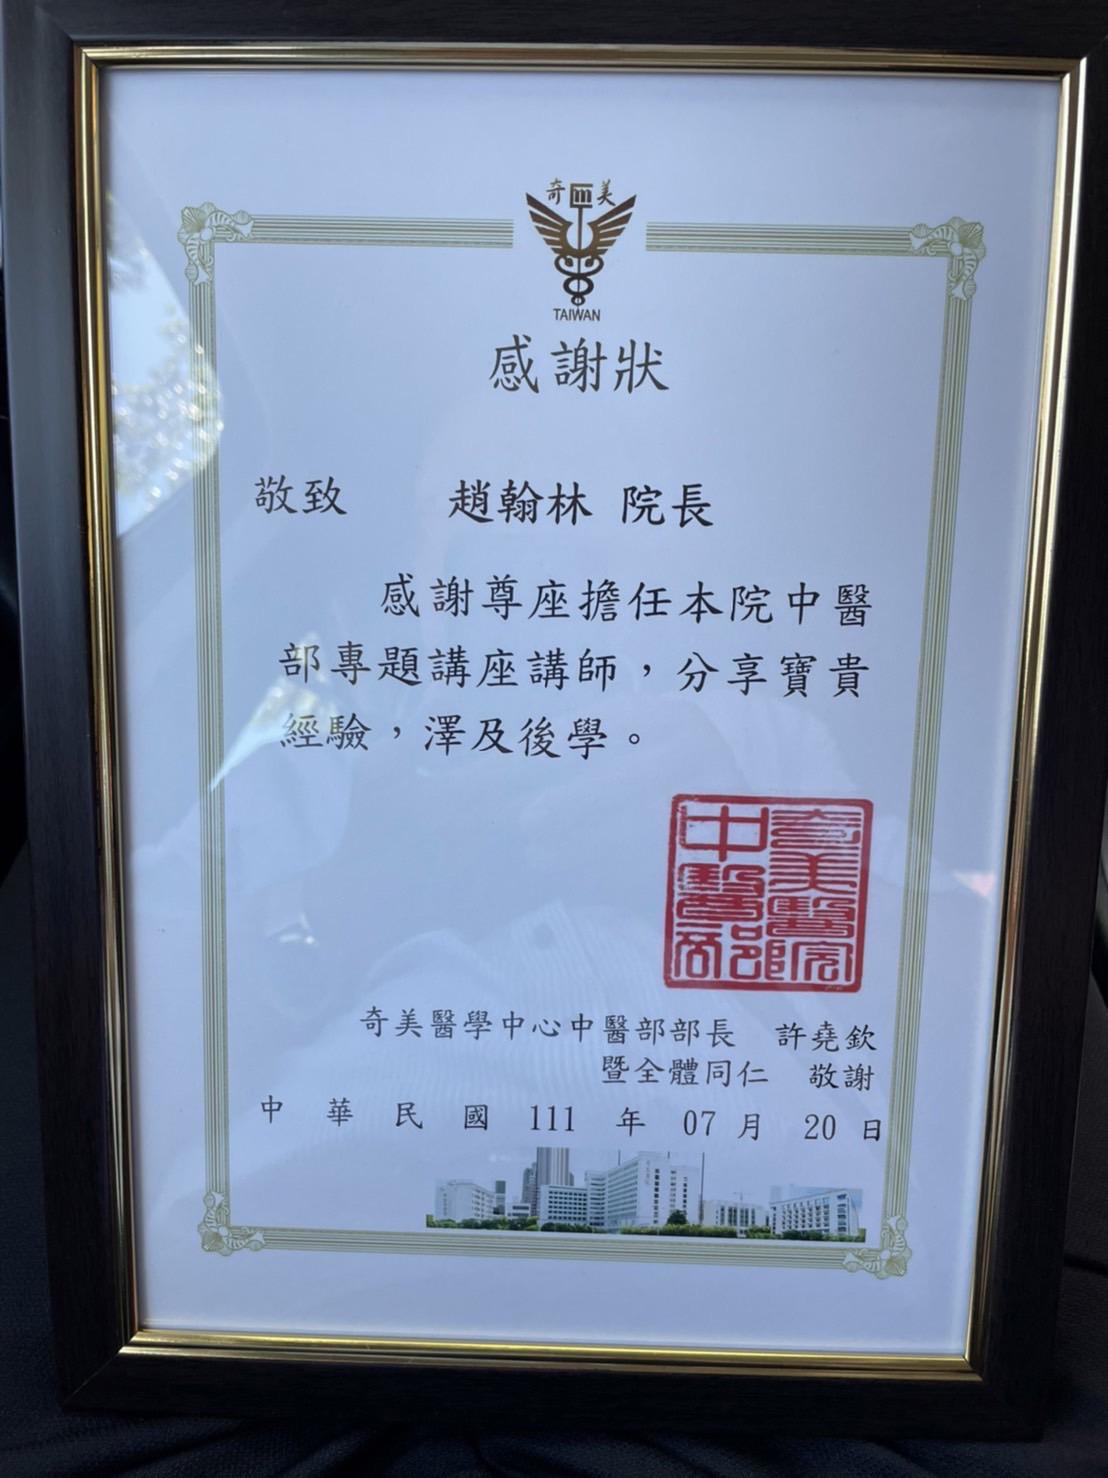 奇美
TAIWAN
感謝狀
敬致 趙翰林 院長
感謝尊座擔任本院中醫
部專題講座講師，分享寶貴
經驗，澤及後學。
奇美醫院
中醫部
奇美醫學中心中醫部部長 許堯欽
暨全體同仁 敬謝
中華民國 111 年 07 月 20 日